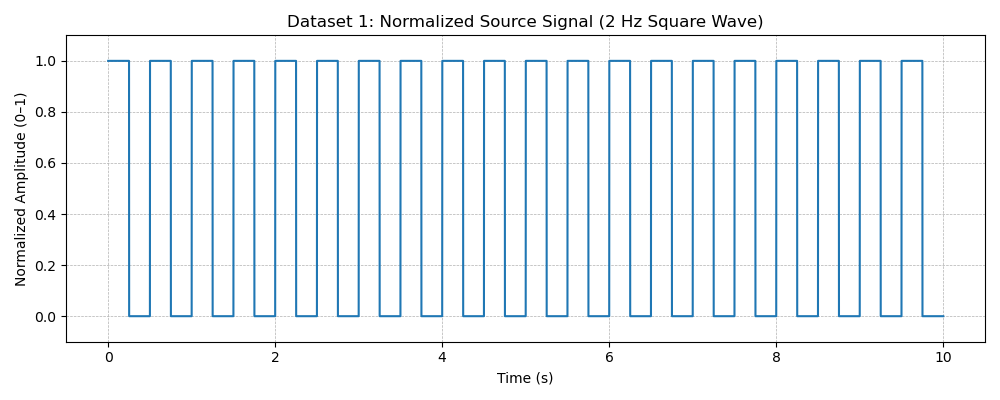 Dataset 1: Normalized Source Signal (2 Hz Square Wave)
Normalized Amplitude (0–1)
1.0
0.8
0.6
0.4
0.2
0.0
0 2 4 6 8 10
Time (s)